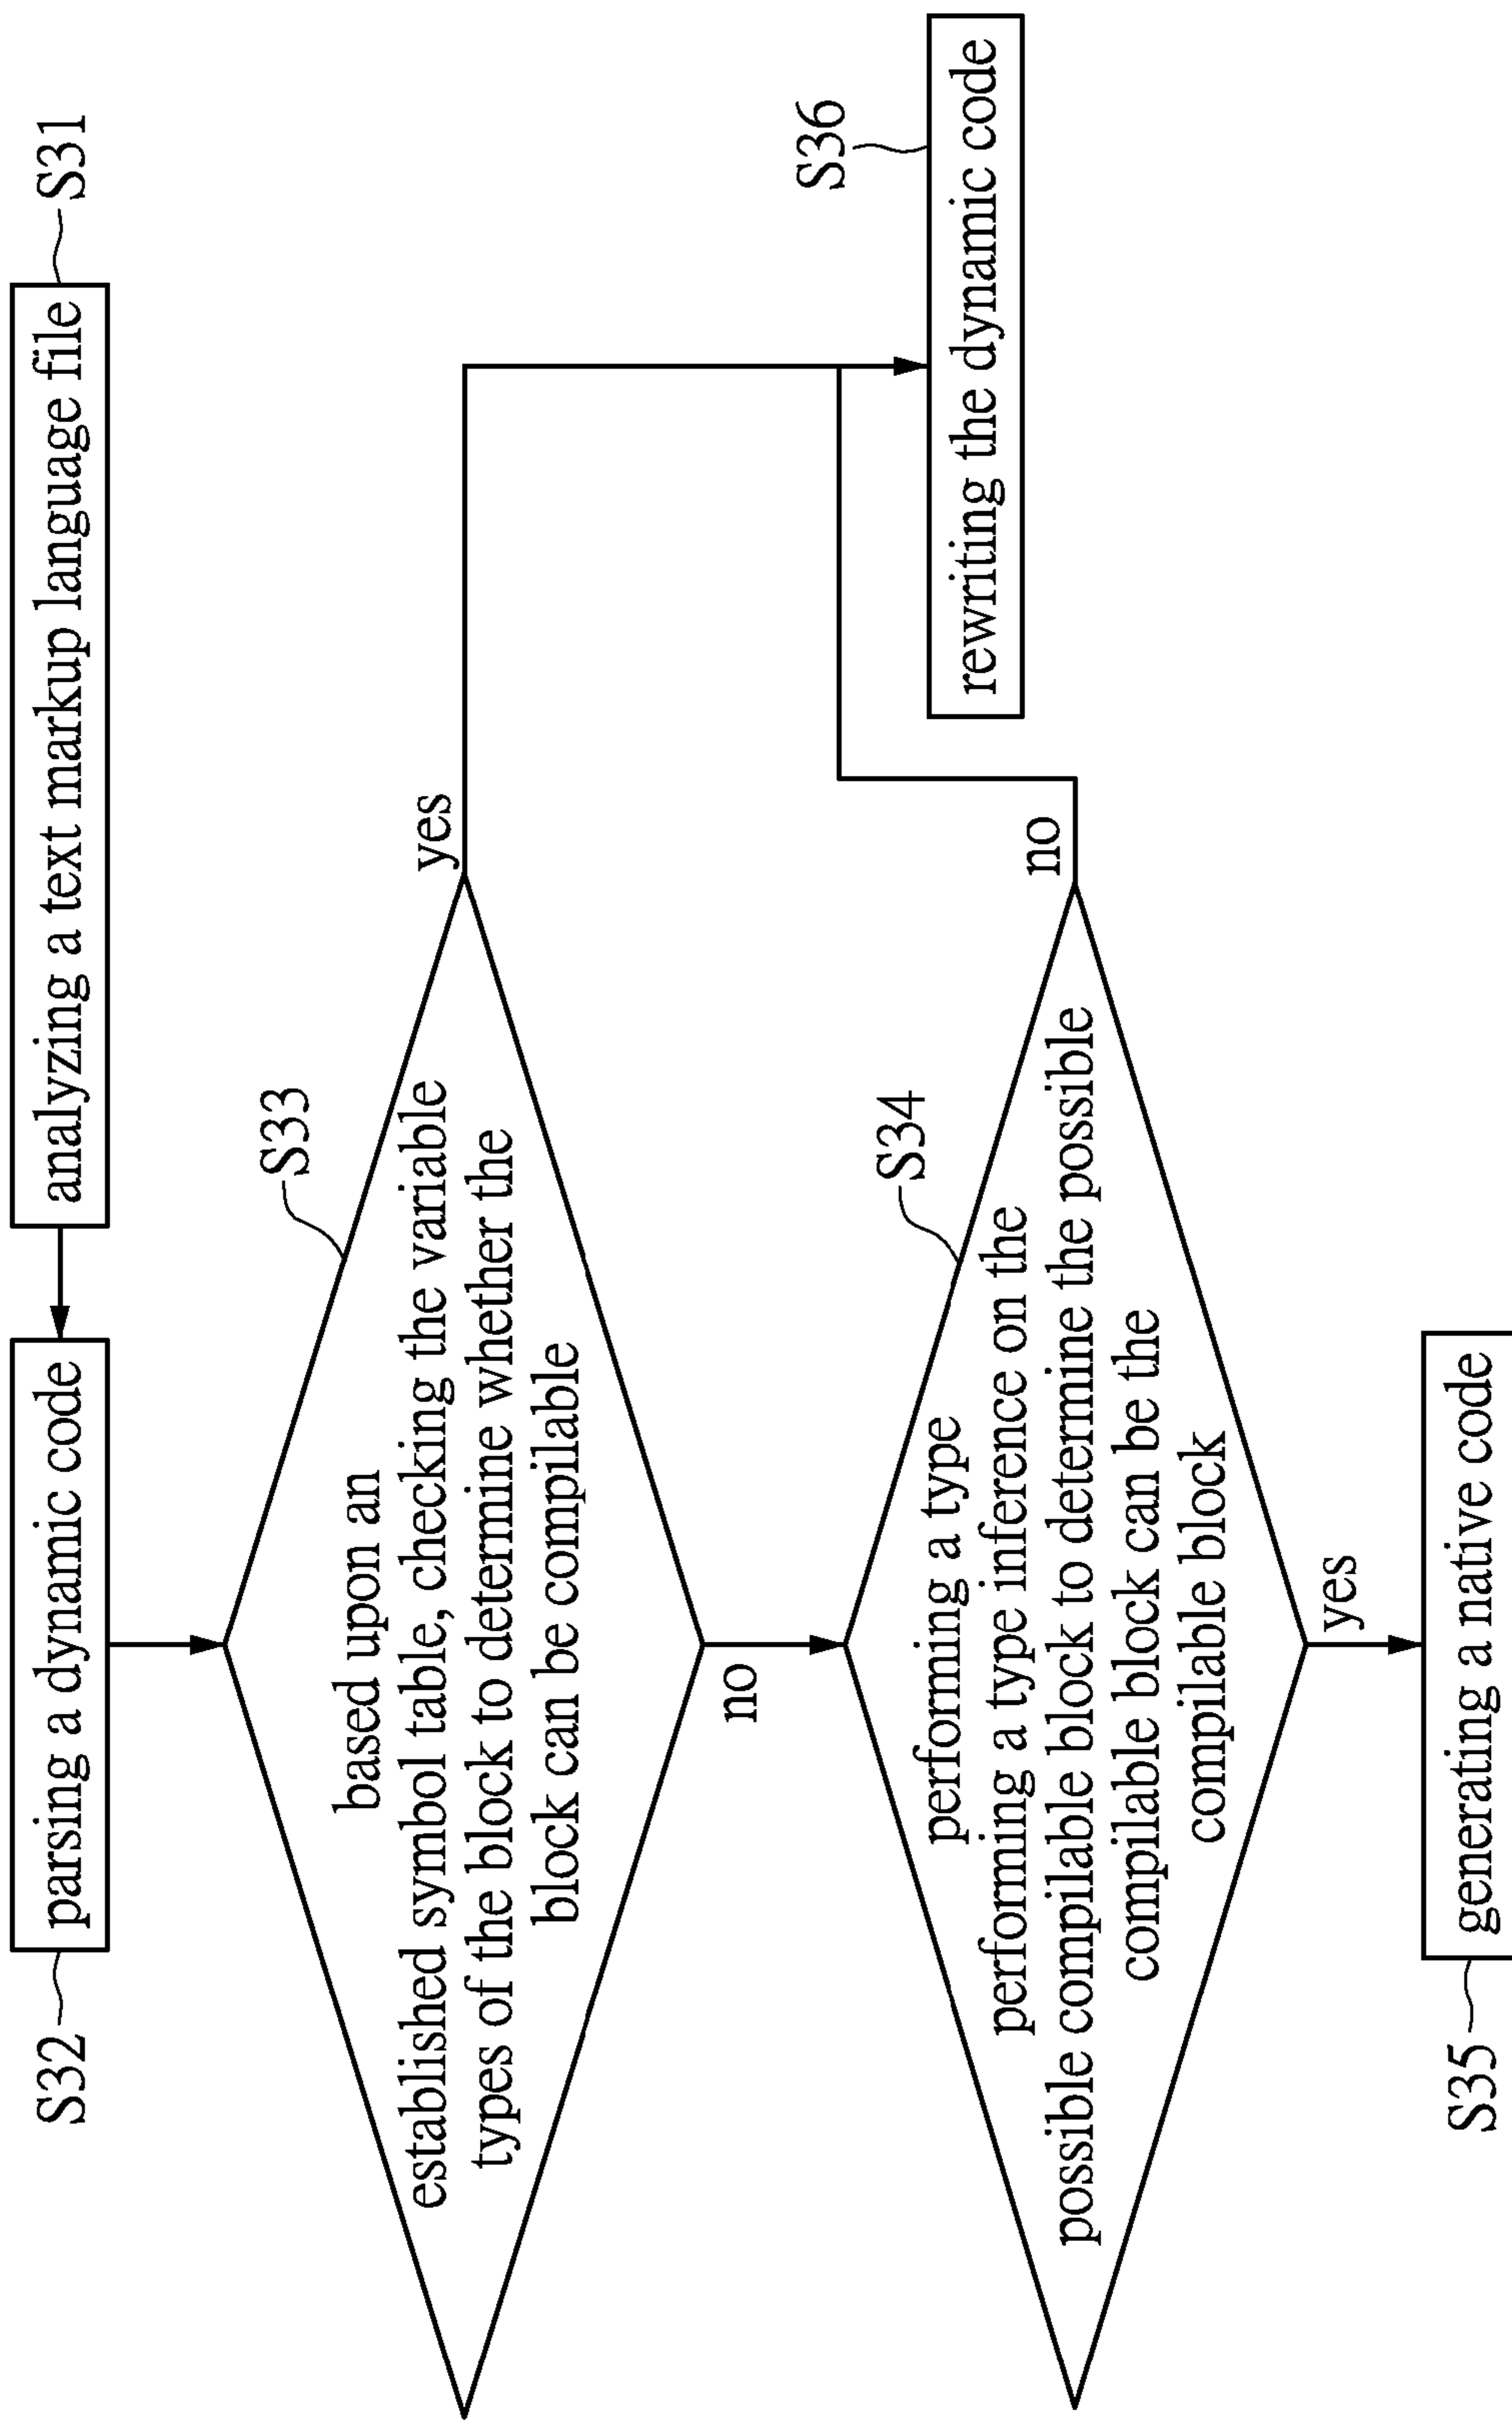 S31
analyzing a text markup language file
S32
parsing a dynamic code
S33
based upon an
established symbol table, checking the variable
types of the block to determine whether the
block can be compilable
yes
no
S36
rewriting the dynamic code
S34
performing a type
performing a type inference on the
possible compilable block to determine the possible
compilable block can be the
compilable block
no
yes
S35
generating a native code